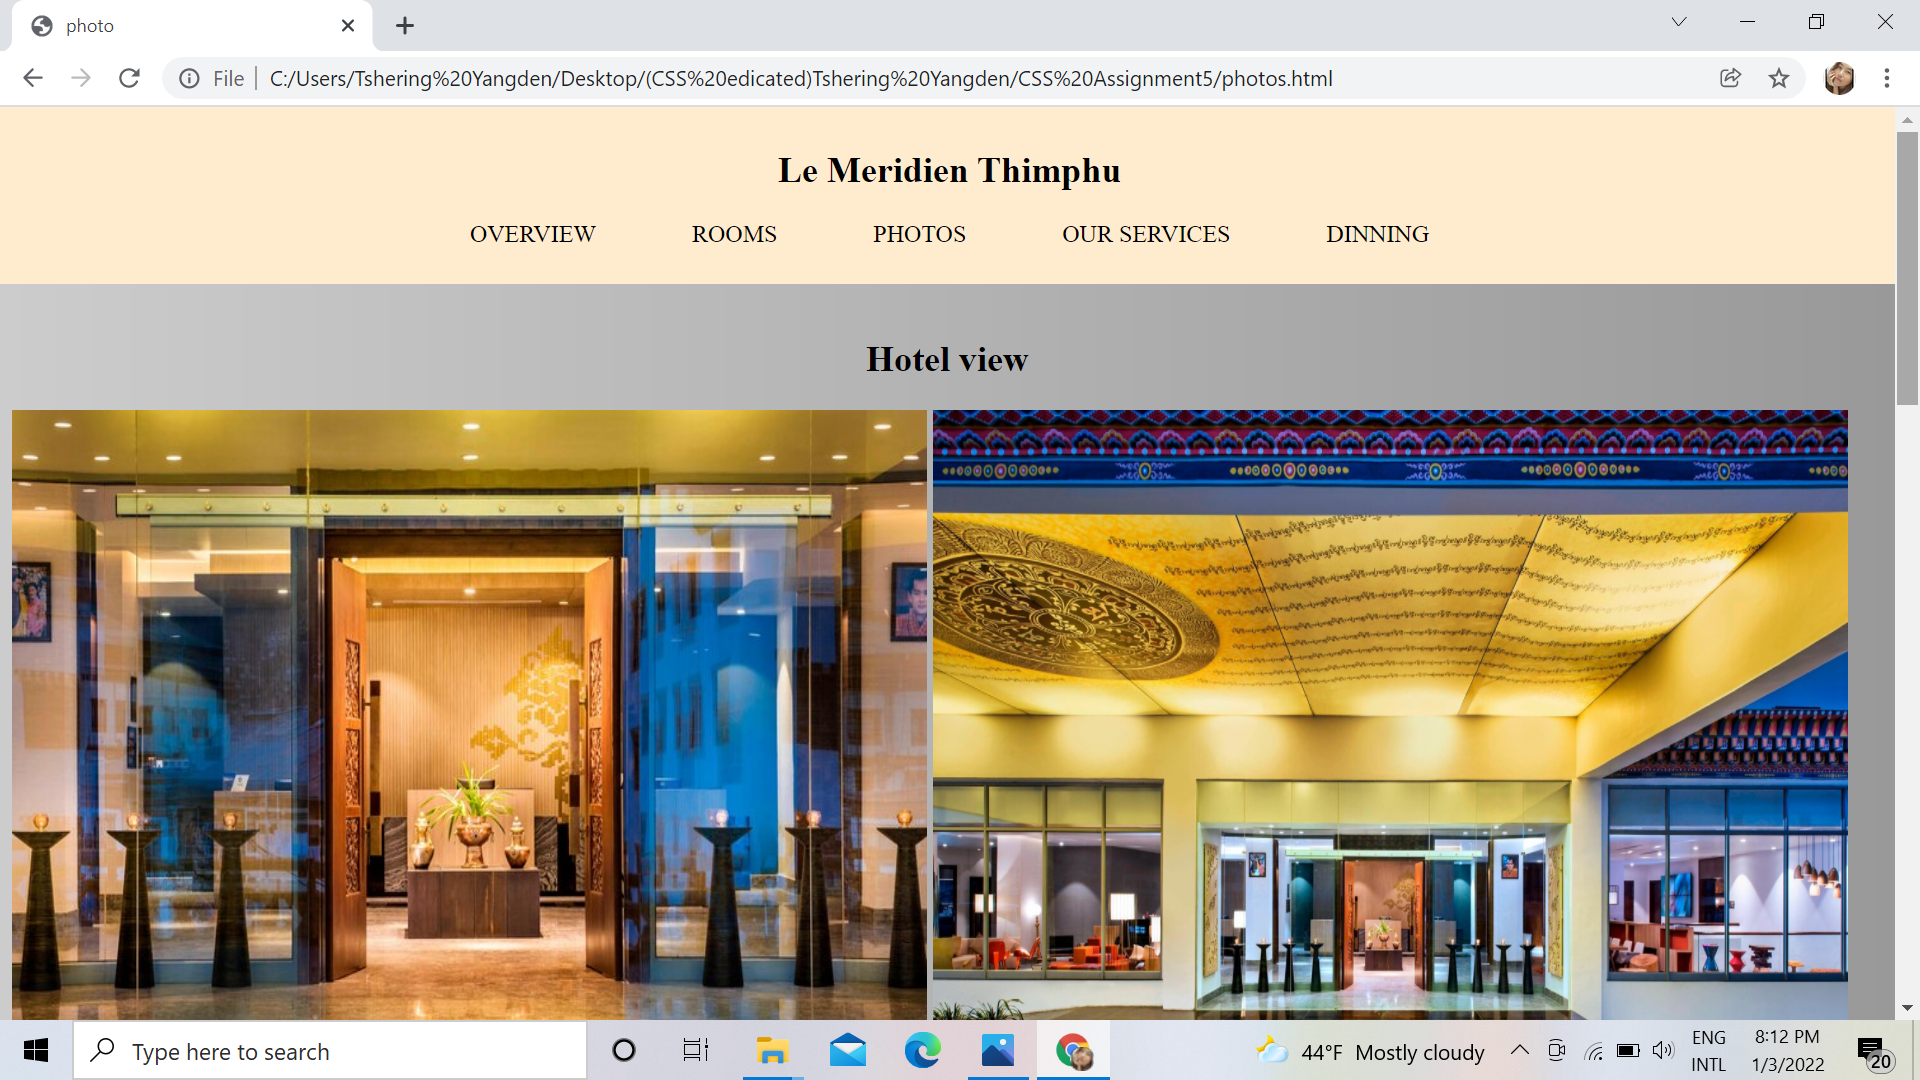 photo
File
C:/Users/Tshering%20Yangden/Desktop/(CSS%20edicated)Tshering%20Yangden/CSS%20Assignment5/photos.html
Le Meridien Thimphu
OVERVIEW ROOMS PHOTOS OUR SERVICES DINNING
Hotel view
Type here to search
44°F Mostly cloudy
ENG
INTL
8:12 PM
1/3/2022
20